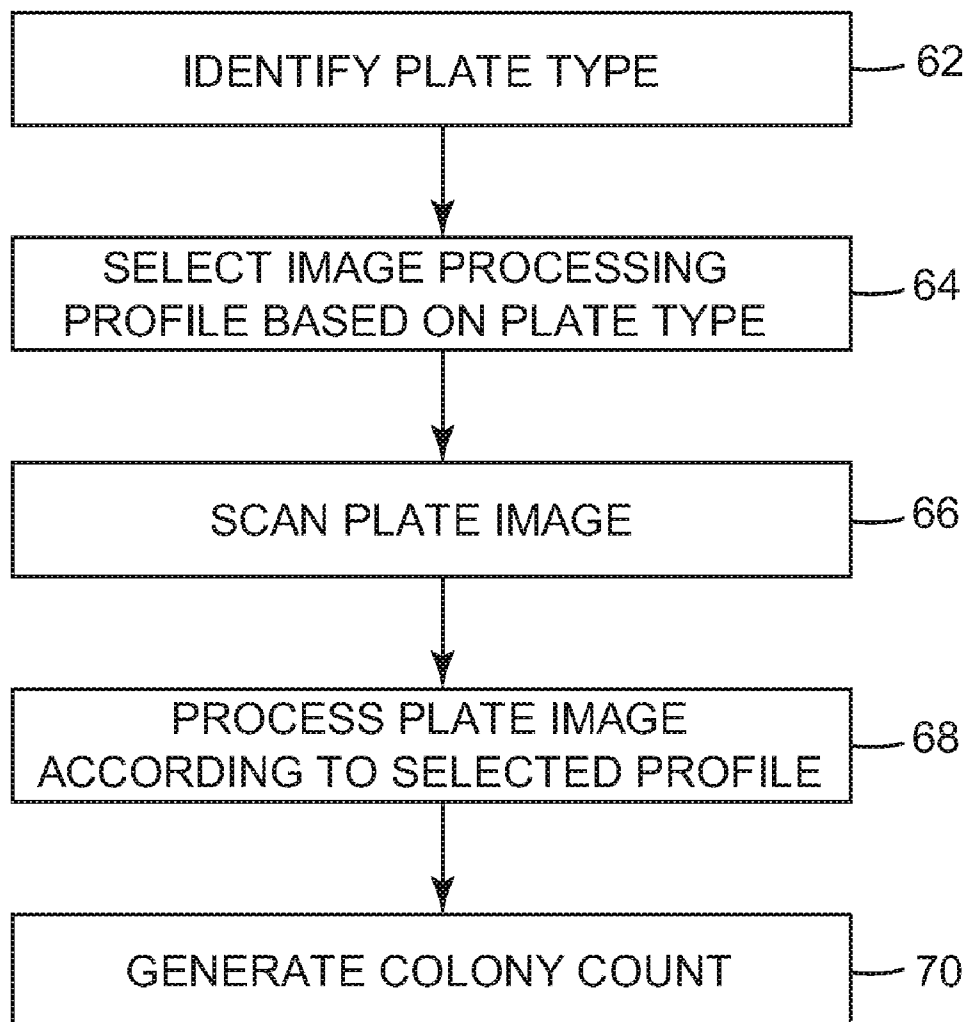 IDENTIFY PLATE TYPE
62
SELECT IMAGE PROCESSING
PROFILE BASED ON PLATE TYPE
64
SCAN PLATE IMAGE
66
PROCESS PLATE IMAGE
ACCORDING TO SELECTED PROFILE
68
GENERATE COLONY COUNT
70